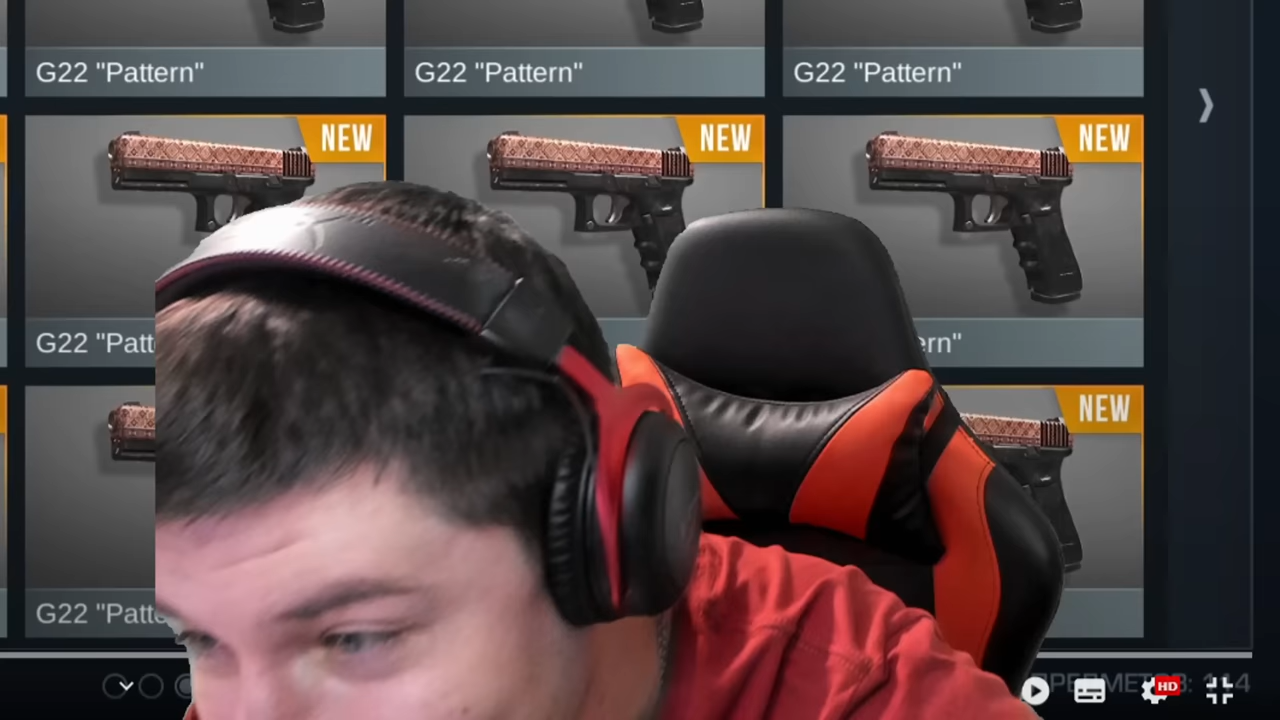 G22 "Pattern" G22 "Pattern" G22 "Pattern"
NEW NEW NEW
G22 "Patt ern"
NEW
G22 "Patte
HD